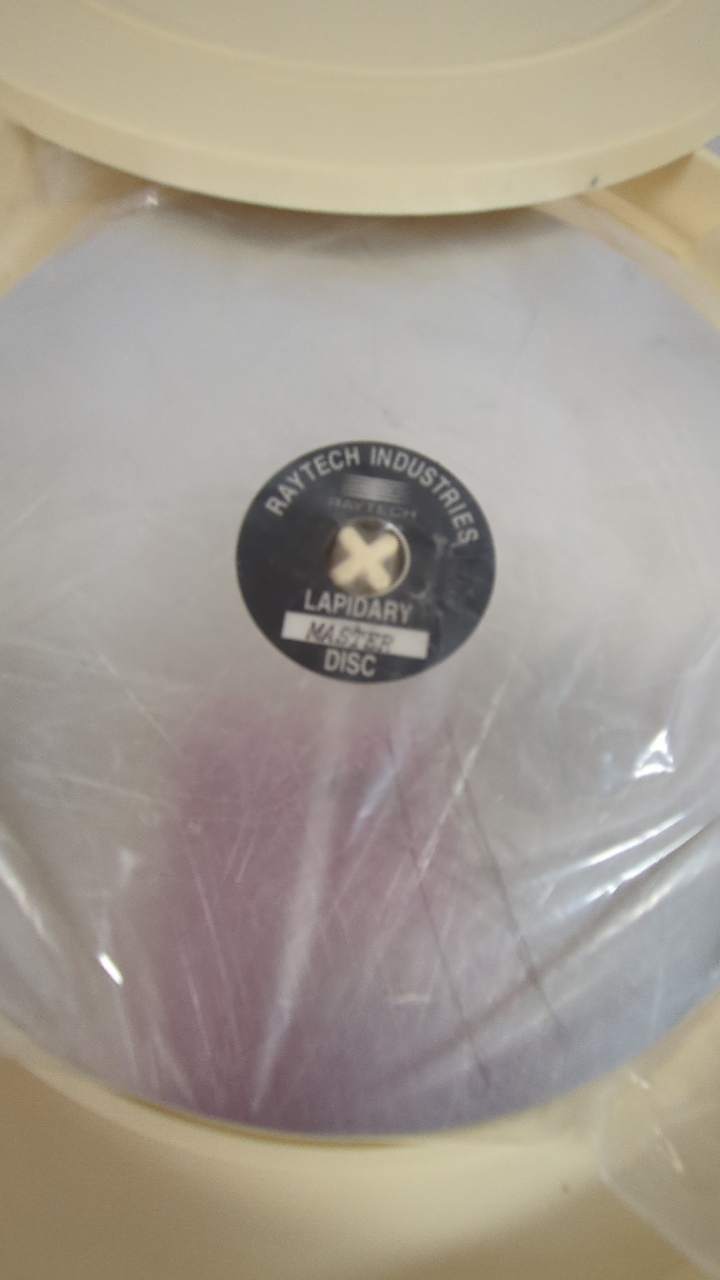 RAYTECH INDUSTRIES
RAYTECH
LAPIDARY
MASTER
DISC